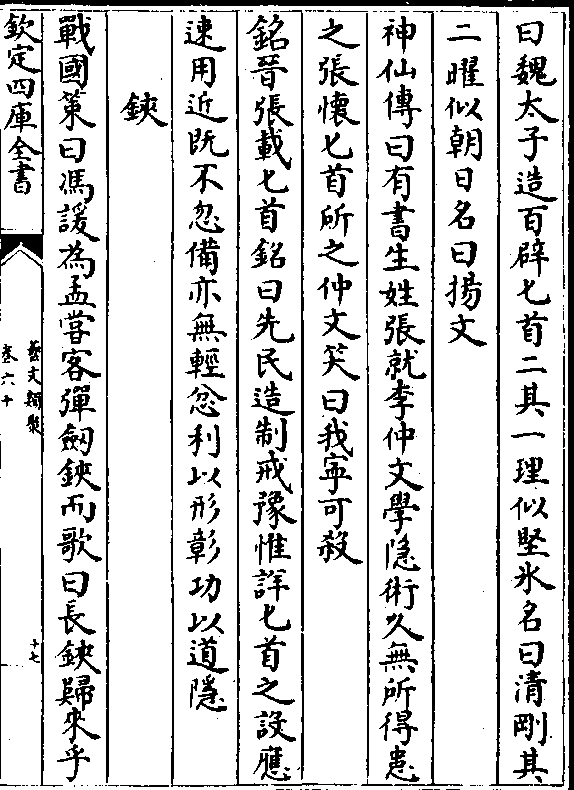 曰魏太子造百辟匕首二其一理似堅氷名曰清剛其
二曜似朝日名曰揚文
神仙傳曰有書生姓張就李仲文學隠術久無所得恚
之張懷匕首所之仲文笑曰我寜可殺
銘晉張載匕首銘曰先民造制戒豫惟詳匕首之設應
速用近既不忽備亦無輕忿利以形彰功以道隠
鋏
戰國策曰馮諼為孟甞客彈劔鋏而歌曰長鋏歸來乎
欽定四庫全書
藝文類聚
卷六十
十七